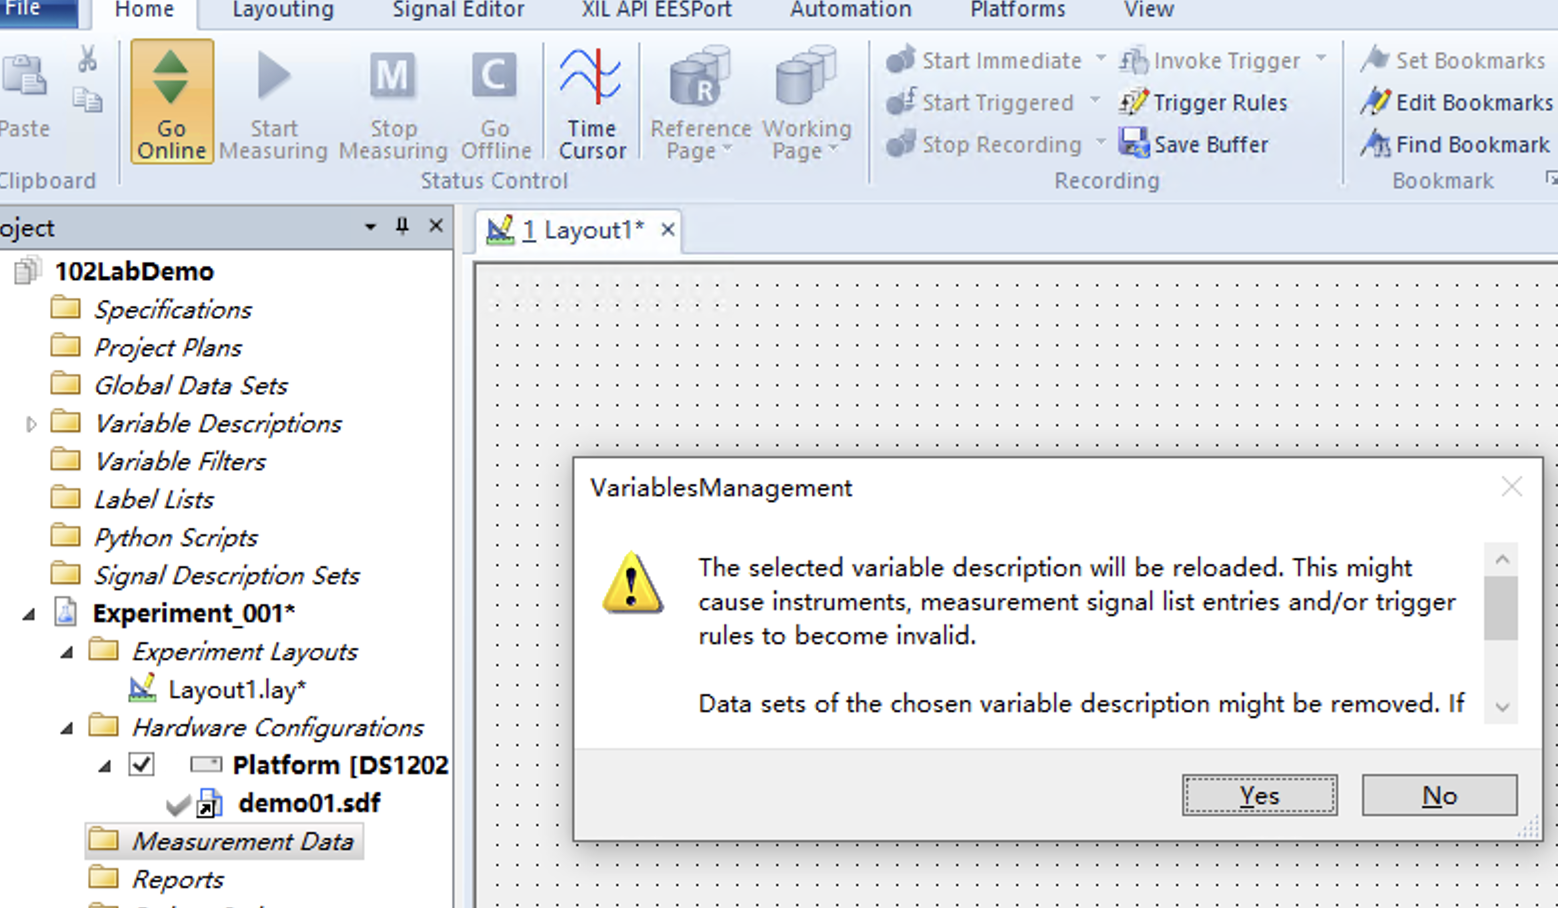 File Home Layouting Signal Editor XIL API EESPort Automation Platforms View
Paste
Clipboard
Go Online
Start Measuring
M
Stop Measuring
C
Go Offline
Status Control
Time Cursor
R
Reference Page
Working Page
Start Immediate
Start Triggered
Stop Recording
Invoke Trigger
Trigger Rules
Save Buffer
Recording
Set Bookmarks
Edit Bookmarks
Find Bookmark
Bookmark
oject
1 Layout1*
102LabDemo
Specifications
Project Plans
Global Data Sets
Variable Descriptions
Variable Filters
Label Lists
Python Scripts
Signal Description Sets
Experiment_001*
Experiment Layouts
Layout1.lay*
Hardware Configurations
Platform [DS1202
demo01.sdf
Measurement Data
Reports
VariablesManagement
The selected variable description will be reloaded. This might
cause instruments, measurement signal list entries and/or trigger
rules to become invalid.
Data sets of the chosen variable description might be removed. If
Yes
No